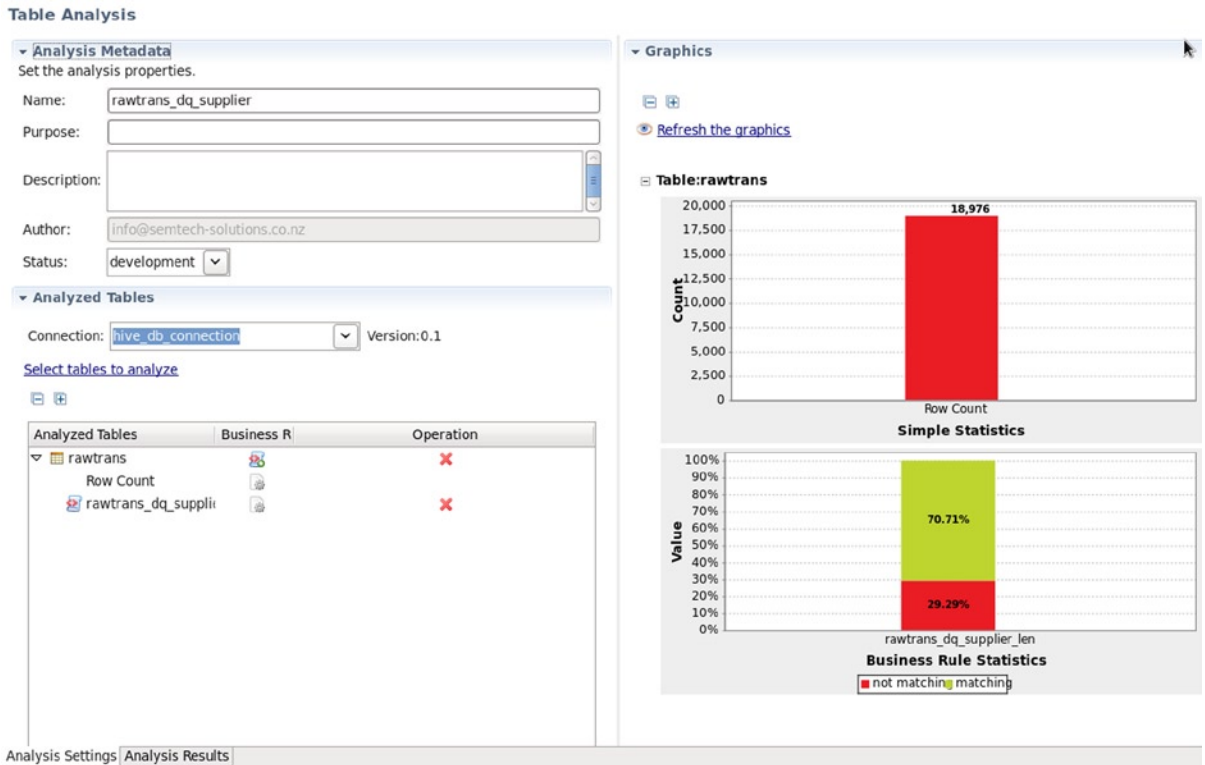 Table Analysis
Analysis Metadata
Set the analysis properties.
Name: rawtrans_dq_supplier
Purpose:
Description:
Author: info@semtech-solutions.co.nz
Status: development
Analyzed Tables
Connection: hive_db_connection Version:0.1
Select tables to analyze
Analyzed Tables Business R Operation
rawtrans
Row Count
rawtrans_dq_suppli
Analysis Settings Analysis Results
Graphics
Refresh the graphics
Table:rawtrans
20,000
18,976
17,500
15,000
12,500
10,000
7,500
5,000
2,500
0
Count
Row Count
Simple Statistics
100%
90%
80%
70%
60%
50%
40%
30%
20%
10%
0%
Value
70.71%
29.29%
rawtrans_dq_supplier_len
Business Rule Statistics
not matching matching